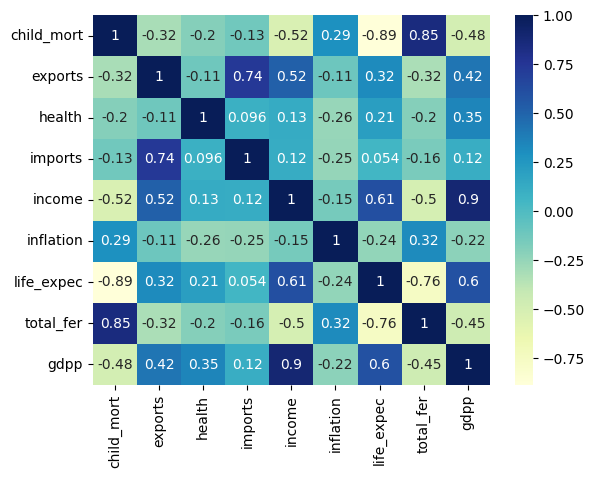 child_mort 1 -0.32 -0.2 -0.13 -0.52 0.29 -0.89 0.85 -0.48
exports -0.32 1 -0.11 0.74 0.52 -0.11 0.32 -0.32 0.42
health -0.2 -0.11 1 0.096 0.13 -0.26 0.21 -0.2 0.35
imports -0.13 0.74 0.096 1 0.12 -0.25 0.054 -0.16 0.12
income -0.52 0.52 0.13 0.12 1 -0.15 0.61 -0.5 0.9
inflation 0.29 -0.11 -0.26 -0.25 -0.15 1 -0.24 0.32 -0.22
life_expec -0.89 0.32 0.21 0.054 0.61 -0.24 1 -0.76 0.6
total_fer 0.85 -0.32 -0.2 -0.16 -0.5 0.32 -0.76 1 -0.45
gdpp -0.48 0.42 0.35 0.12 0.9 -0.22 0.6 -0.45 1
child_mort
exports
health
imports
income
inflation
life_expec
total_fer
gdpp
1.00
0.75
0.50
0.25
0.00
-0.25
-0.50
-0.75